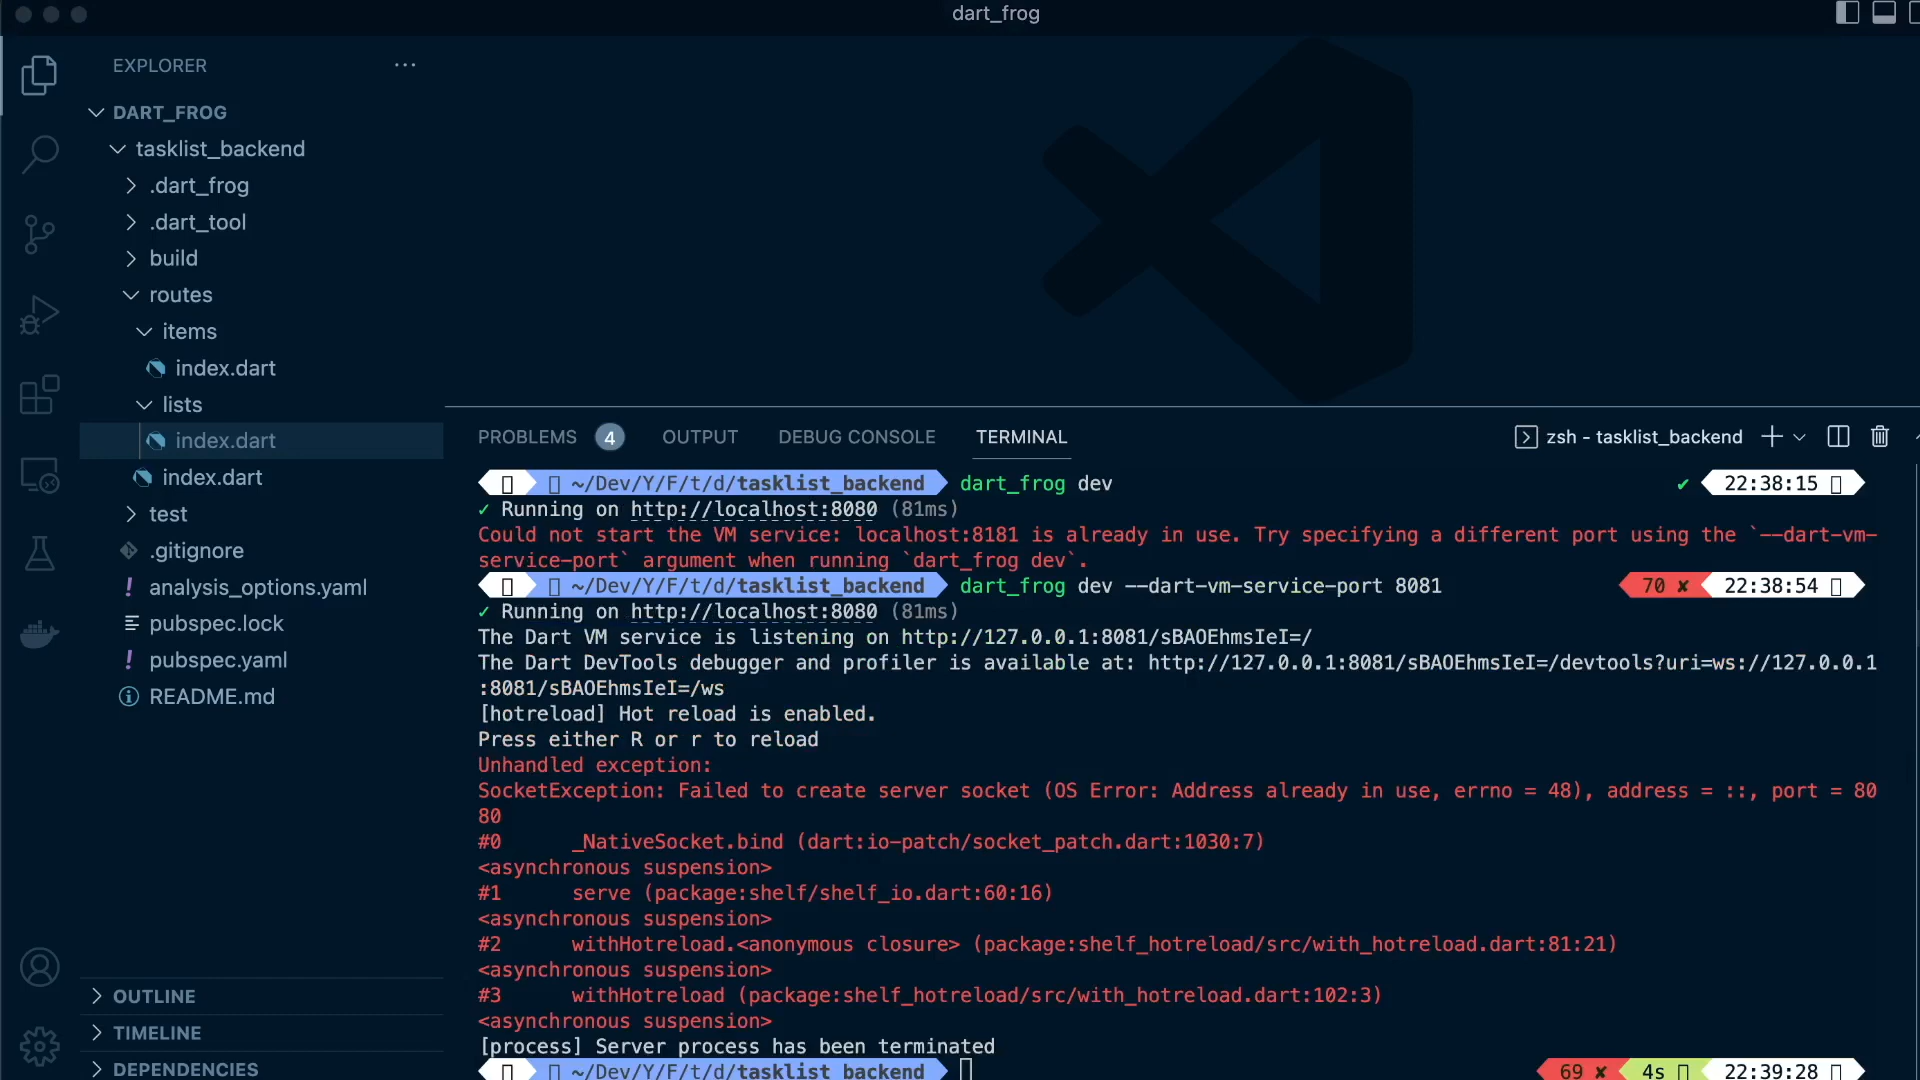 dart_frog
EXPLORER
DART_FROG
tasklist_backend
.dart_frog
.dart_tool
build
routes
items
index.dart
lists
index.dart
index.dart
test
.gitignore
analysis_options.yaml
pubspec.lock
pubspec.yaml
README.md
OUTLINE
TIMELINE
DEPENDENCIES
PROBLEMS 4 OUTPUT DEBUG CONSOLE TERMINAL zsh - tasklist_backend
~/Dev/Y/F/t/d/tasklist_backend dart_frog dev ✔ 22:38:15
✓ Running on http://localhost:8080 (81ms)
Could not start the VM service: localhost:8181 is already in use. Try specifying a different port using the `--dart-vm-
service-port` argument when running `dart_frog dev`.
~/Dev/Y/F/t/d/tasklist_backend dart_frog dev --dart-vm-service-port 8081 70 ✘ 22:38:54
✓ Running on http://localhost:8080 (81ms)
The Dart VM service is listening on http://127.0.0.1:8081/sBAOEhmsIeI=/
The Dart DevTools debugger and profiler is available at: http://127.0.0.1:8081/sBAOEhmsIeI=/devtools?uri=ws://127.0.0.1
:8081/sBAOEhmsIeI=/ws
[hotreload] Hot reload is enabled.
Press either R or r to reload
Unhandled exception:
SocketException: Failed to create server socket (OS Error: Address already in use, errno = 48), address = ::, port = 80
80
#0      _NativeSocket.bind (dart:io-patch/socket_patch.dart:1030:7)
<asynchronous suspension>
#1      serve (package:shelf/shelf_io.dart:60:16)
<asynchronous suspension>
#2      withHotreload.<anonymous closure> (package:shelf_hotreload/src/with_hotreload.dart:81:21)
<asynchronous suspension>
#3      withHotreload (package:shelf_hotreload/src/with_hotreload.dart:102:3)
<asynchronous suspension>
[process] Server process has been terminated
~/Dev/Y/F/t/d/tasklist_backend 69 ✘ 4s 22:39:28